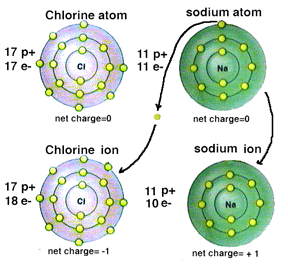 Chlorine atom
17 p+
17 e-
Cl
net charge=0
sodium atom
11 p+
11 e-
Na
net charge=0
Chlorine ion
17 p+
18 e-
Cl
net charge= -1
sodium ion
11 p+
10 e-
Na
net charge= + 1